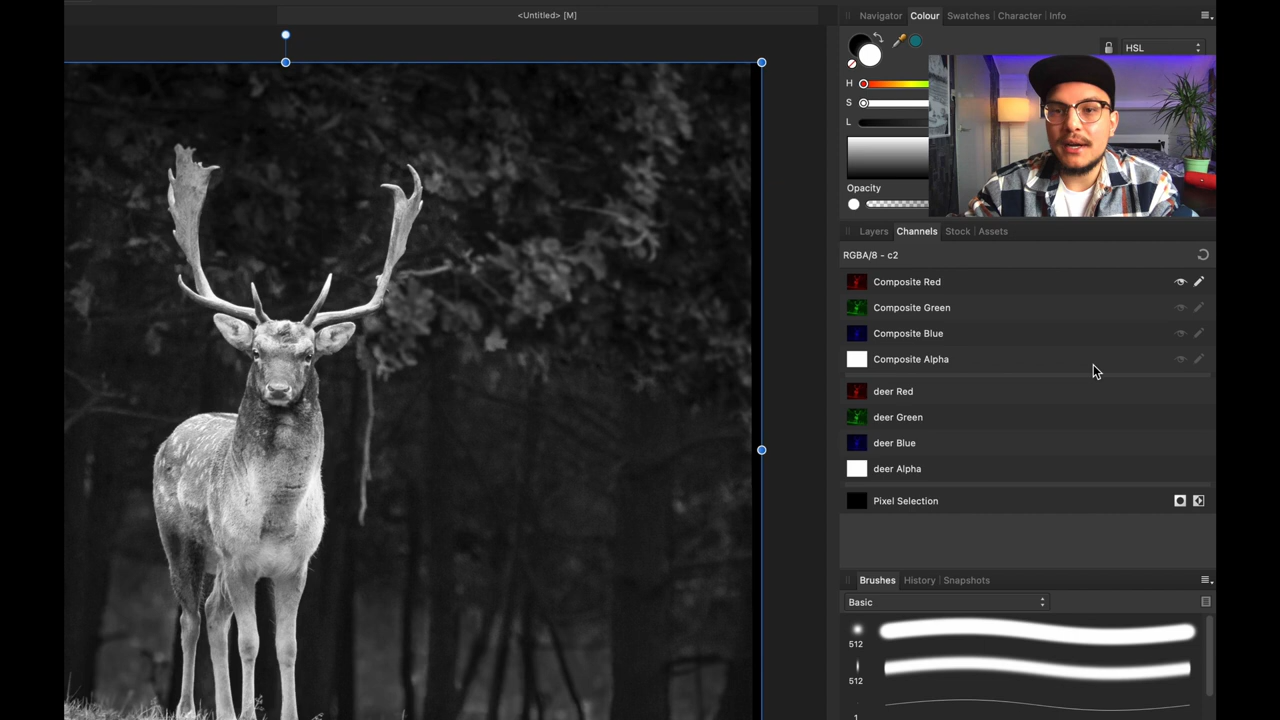 <Untitled> [M]
Navigator Colour Swatches Character Info
HSL
H
S
L
Opacity
Layers Channels Stock Assets
RGBA/8 - c2
Composite Red
Composite Green
Composite Blue
Composite Alpha
deer Red
deer Green
deer Blue
deer Alpha
Pixel Selection
Brushes History Snapshots
Basic
512
512
1